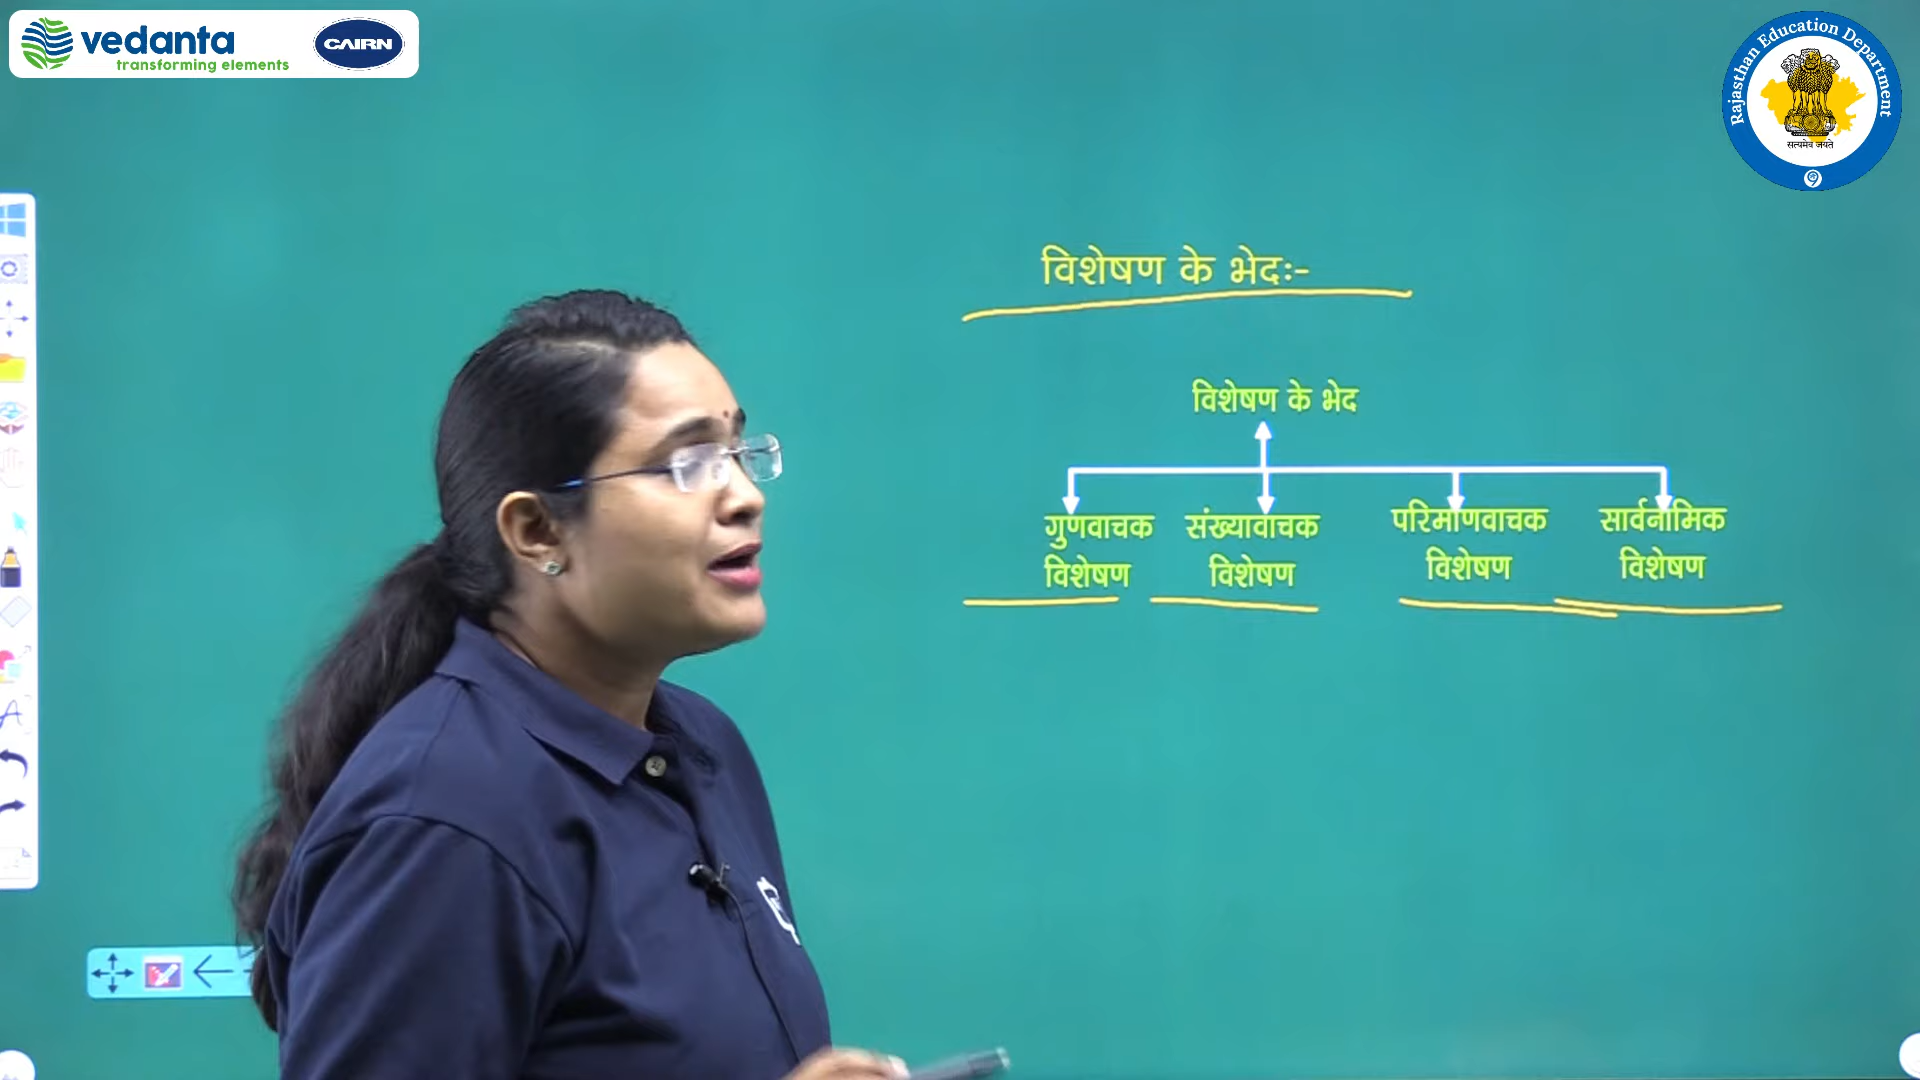 vedanta
transforming elements
CAIRN
Rajasthan Education Department
सत्यमेव जयते
विशेषण के भेदः-
विशेषण के भेद
गुणवाचक
विशेषण
संख्यावाचक
विशेषण
परिमाणवाचक
विशेषण
सार्वनामिक
विशेषण